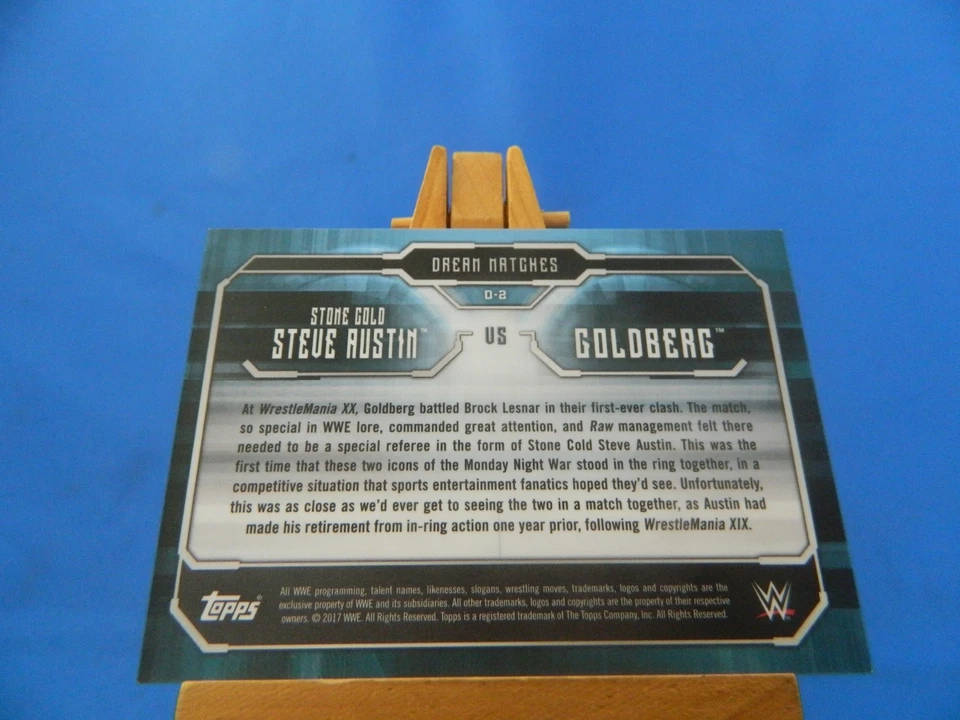 DREAM MATCHES
D-2
STONE COLD
STEVE AUSTIN™
VS
GOLDBERG™
At WrestleMania XX, Goldberg battled Brock Lesnar in their first-ever clash. The match,
so special in WWE lore, commanded great attention, and Raw management felt there
needed to be a special referee in the form of Stone Cold Steve Austin. This was the
first time that these two icons of the Monday Night War stood in the ring together, in a
competitive situation that sports entertainment fanatics hoped they'd see. Unfortunately,
this was as close as we'd ever get to seeing the two in a match together, as Austin had
made his retirement from in-ring action one year prior, following WrestleMania XIX.
Topps®
All WWE programming, talent names, likenesses, slogans, wrestling moves, trademarks, logos and copyrights are the
exclusive property of WWE and its subsidiaries. All other trademarks, logos and copyrights are the property of their respective
owners. © 2017 WWE. All Rights Reserved. Topps is a registered trademark of The Topps Company, Inc. All Rights Reserved.
W